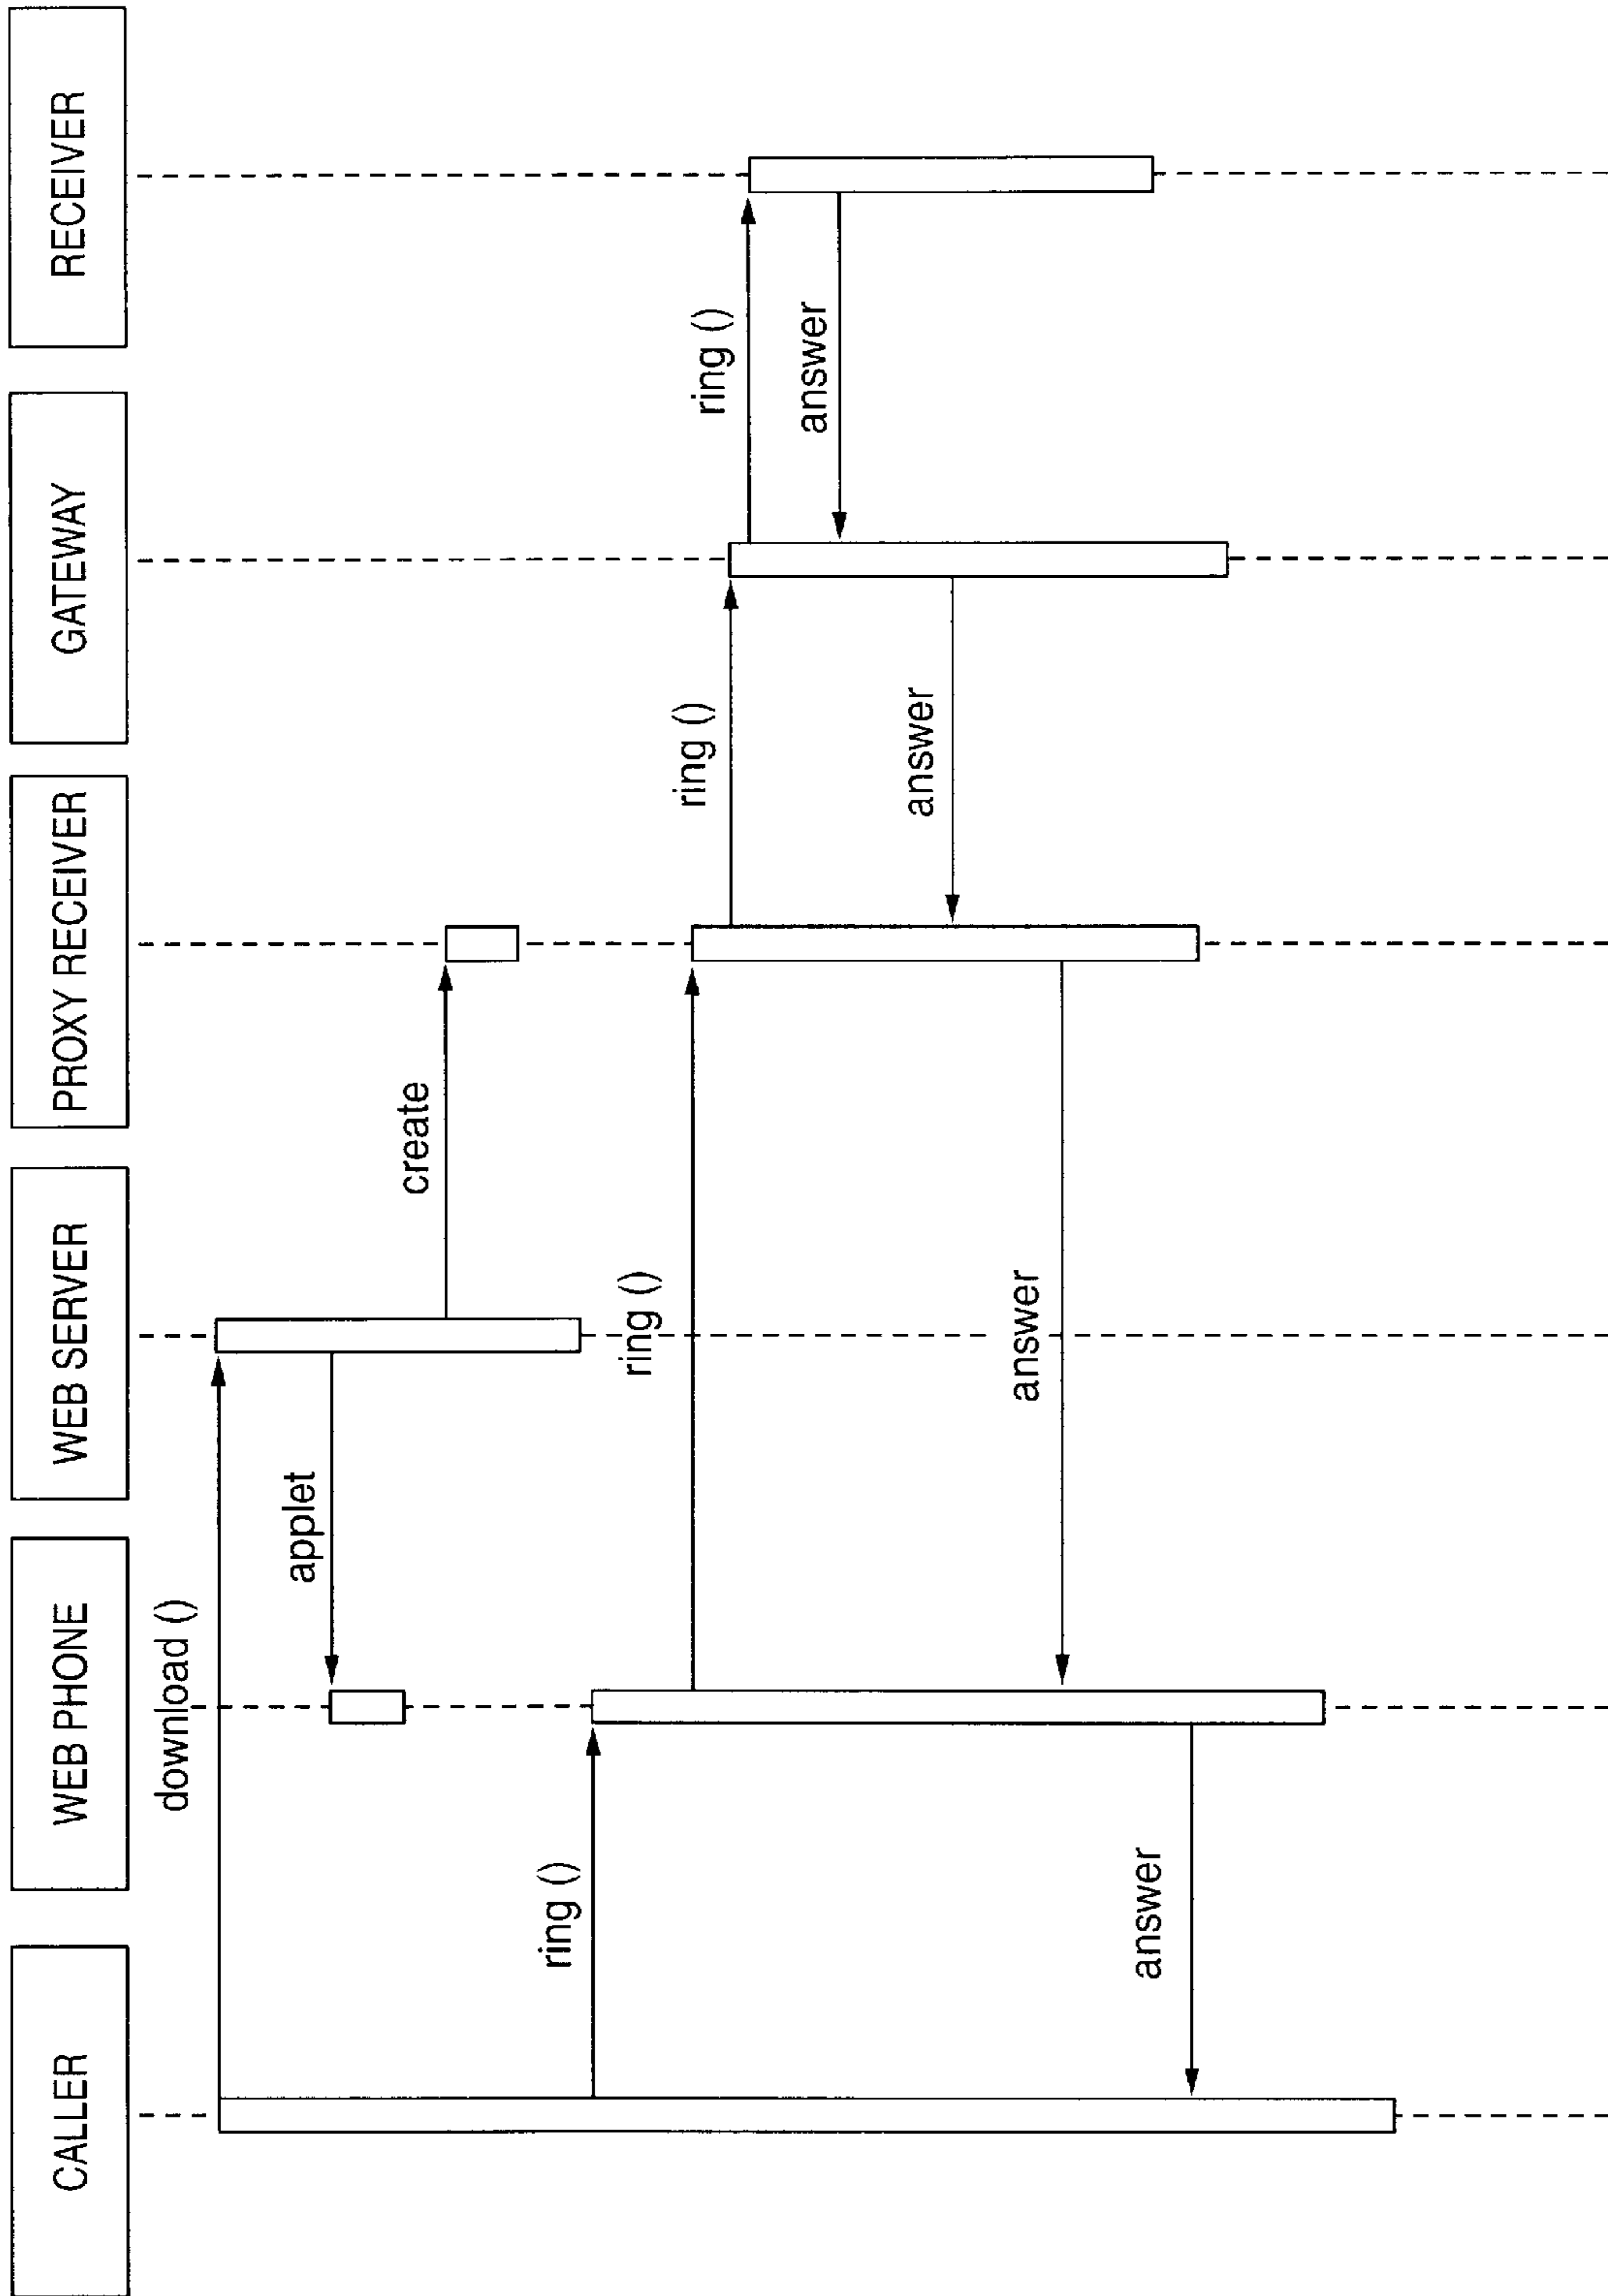 CALLER
WEB PHONE
WEB SERVER
PROXY RECEIVER
GATEWAY
RECEIVER
download ()
applet
create
ring ()
ring ()
ring ()
ring ()
answer
answer
answer
answer